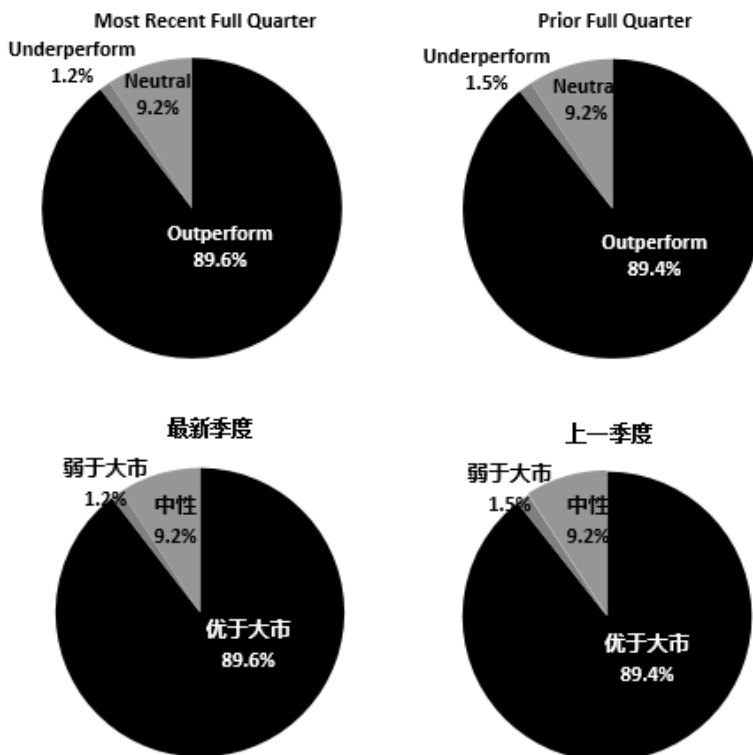 Most Recent Full Quarter
Underperform
1.2%
Neutral
9.2%
Outperform
89.6%
Prior Full Quarter
Underperform
1.5%
Neutra
9.2%
Outperform
89.4%
最新季度
弱于大市
1.2%
中性
9.2%
优于大市
89.6%
上一季度
弱于大市
1.5%
中性
9.2%
优于大市
89.4%